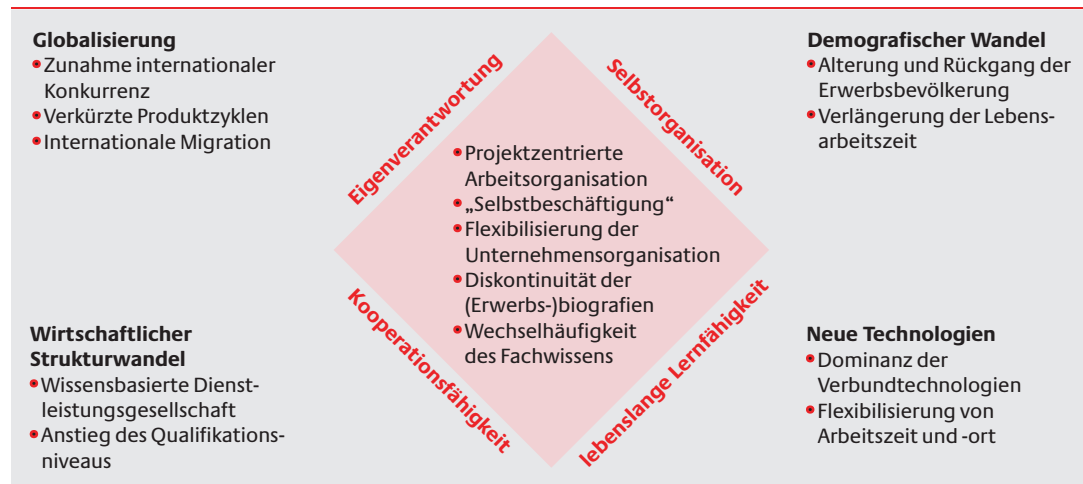 Globalisierung
• Zunahme internationaler
Konkurrenz
• Verkürzte Produktzyklen
• Internationale Migration
Eigenverantwortung
Selbstorganisation
Demografischer Wandel
• Alterung und Rückgang der
Erwerbsbevölkerung
• Verlängerung der Lebens-
arbeitszeit
• Projektzentrierte
Arbeitsorganisation
• „Selbstbeschäftigung“
• Flexibilisierung der
Unternehmensorganisation
• Diskontinuität der
(Erwerbs-)biografien
• Wechselhäufigkeit
des Fachwissens
Wirtschaftlicher
Strukturwandel
• Wissensbasierte Dienst-
leistungsgesellschaft
• Anstieg des Qualifikations-
niveaus
Kooperationsfähigkeit
lebenslange Lernfähigkeit
Neue Technologien
• Dominanz der
Verbundtechnologien
• Flexibilisierung von
Arbeitszeit und -ort